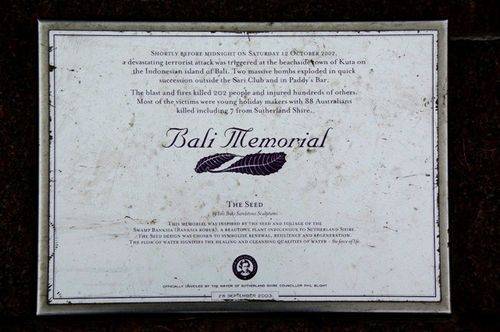 Shortly before midnight on Saturday 12 October 2002,
a devastating terrorist attack was triggered at the beachside town of Kuta on
the Indonesian island of Bali. Two massive bombs exploded in quick
succession outside the Sari Club and in Paddy's Bar.
The blast and fires killed 202 people and injured hundreds of others.
Most of the victims were young holiday makers with 88 Australians
killed including 7 from Sutherland Shire.
Bali Memorial
The Seed
Sandstone Sculptures
This memorial was inspired by the seed and foliage of the
Swamp Banksia (Banksia robur), a beautiful plant indigenous to Sutherland Shire.
The Seed design was chosen to symbolise renewal, resilience and regeneration.
The flow of water dignifies the healing and cleansing qualities of water - the force of life.
Officially unveiled by the Mayor of Sutherland Shire Councillor Phil Blight
28 September 2003